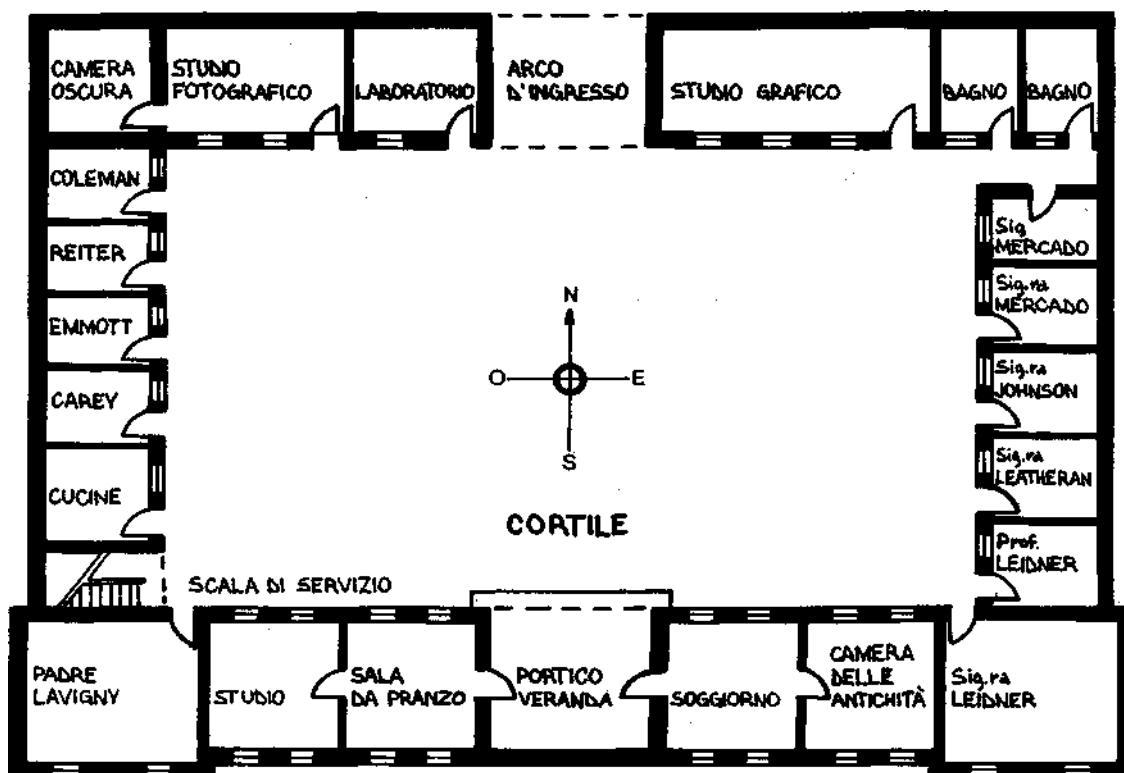 CAMERA
OSCURA
STUDIO
FOTOGRAFICO
LABORATORIO
ARCO
D'INGRESSO
STUDIO GRAFICO
BAGNO
BAGNO
COLEMAN
REITER
EMMOTT
CAREY
CUCINE
Sig.
MERCADO
Sig.ra
MERCADO
Sig.ra
JOHNSON
Sig.ra
LEATHERAN
Prof.
LEIDNER
N
O
E
S
CORTILE
SCALA DI SERVIZIO
PADRE
LAVIGNY
STUDIO
SALA
DA PRANZO
PORTICO
VERANDA
SOGGIORNO
CAMERA
DELLE
ANTICHITÀ
Sig.ra
LEIDNER